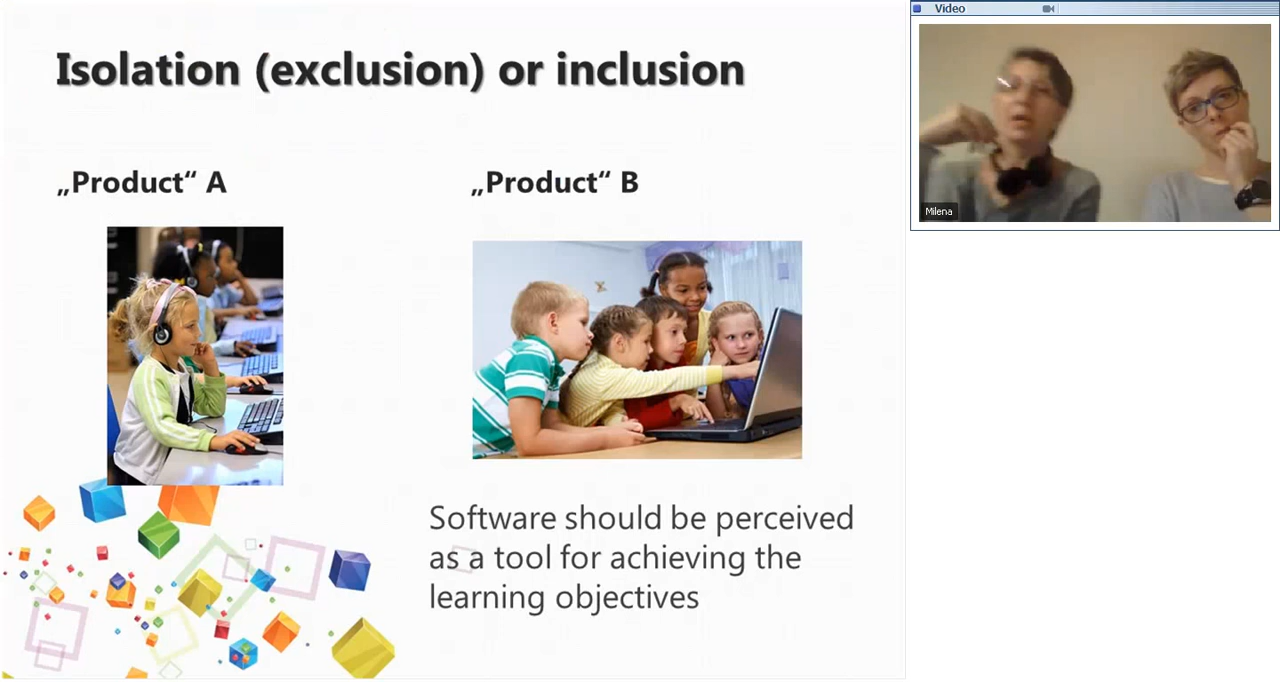 Isolation (exclusion) or inclusion
„Product“ A
„Product“ B
Software should be perceived
as a tool for achieving the
learning objectives
Video
Milena